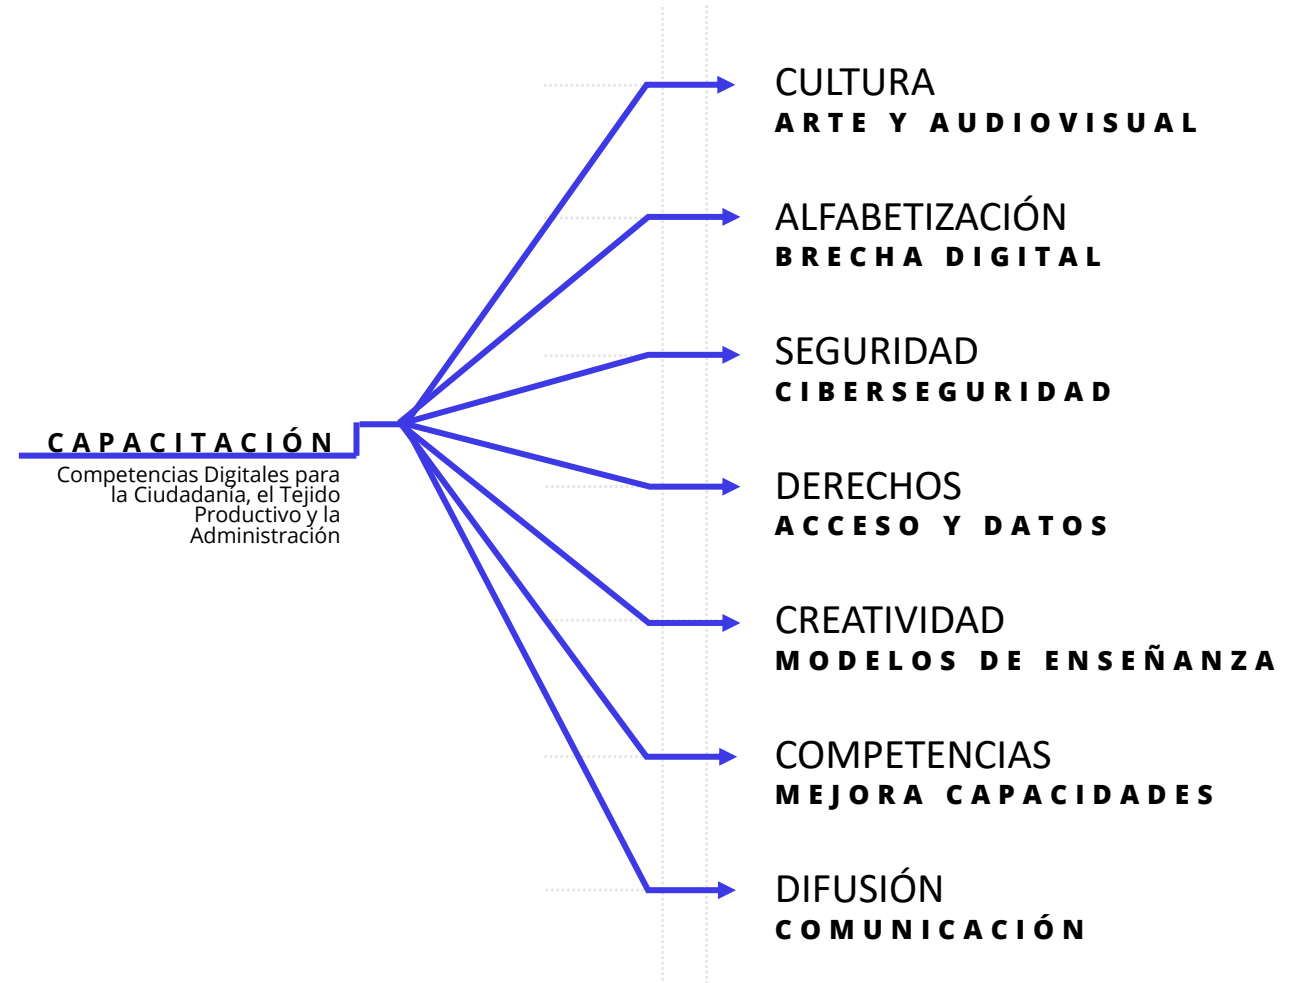 CAPACITACIÓN
Competencias Digitales para
la Ciudadanía, el Tejido
Productivo y la
Administración
CULTURA
ARTE Y AUDIOVISUAL
ALFABETIZACIÓN
BRECHA DIGITAL
SEGURIDAD
CIBERSEGURIDAD
DERECHOS
ACCESO Y DATOS
CREATIVIDAD
MODELOS DE ENSEÑANZA
COMPETENCIAS
MEJORA CAPACIDADES
DIFUSIÓN
COMUNICACIÓN